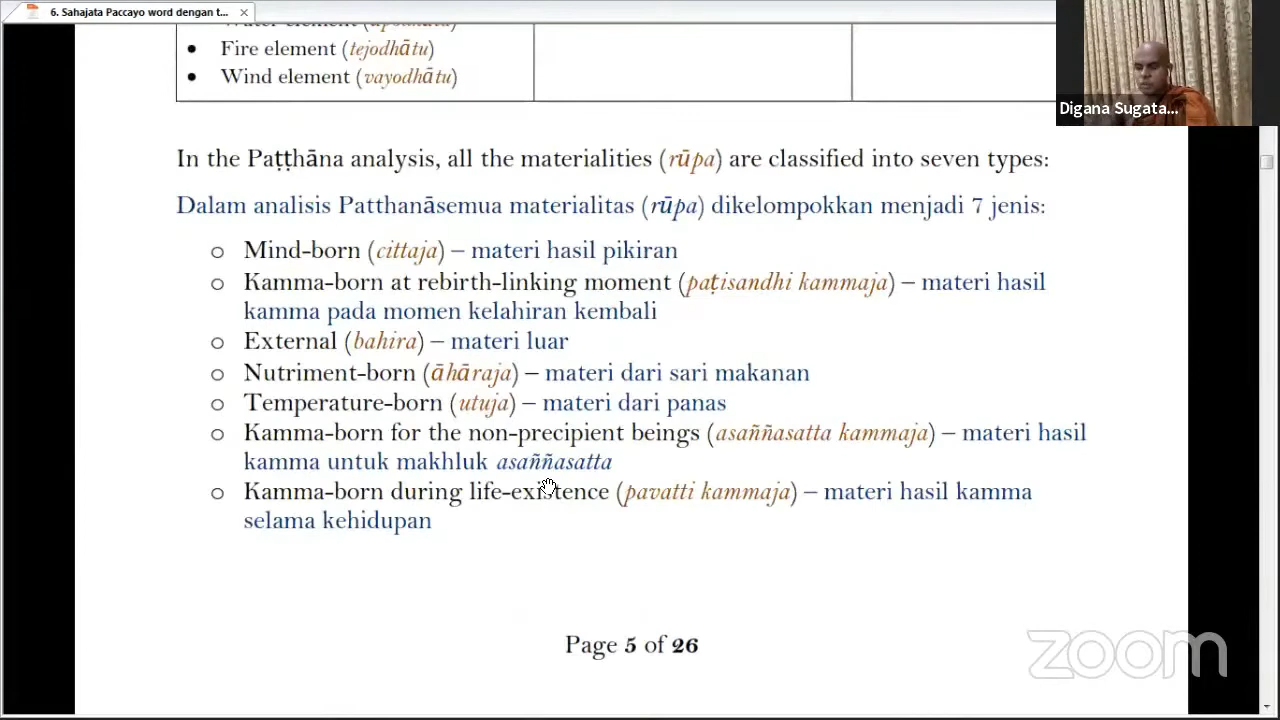 6. Sahajata Paccayo word dengan t...
Water element (apodhātu)
• Fire element (tejodhātu)
• Wind element (vayodhātu)
Digana Sugata...
In the Paṭṭhāna analysis, all the materialities (rūpa) are classified into seven types:
Dalam analisis Patthanāsemua materialitas (rūpa) dikelompokkan menjadi 7 jenis:
o Mind-born (cittaja) – materi hasil pikiran
o Kamma-born at rebirth-linking moment (paṭisandhi kammaja) – materi hasil
kamma pada momen kelahiran kembali
o External (bahira) – materi luar
o Nutriment-born (āhāraja) – materi dari sari makanan
o Temperature-born (utuja) – materi dari panas
o Kamma-born for the non-precipient beings (asaññasatta kammaja) – materi hasil
kamma untuk makhluk asaññasatta
o Kamma-born during life-existence (pavatti kammaja) – materi hasil kamma
selama kehidupan
Page 5 of 26
zoom